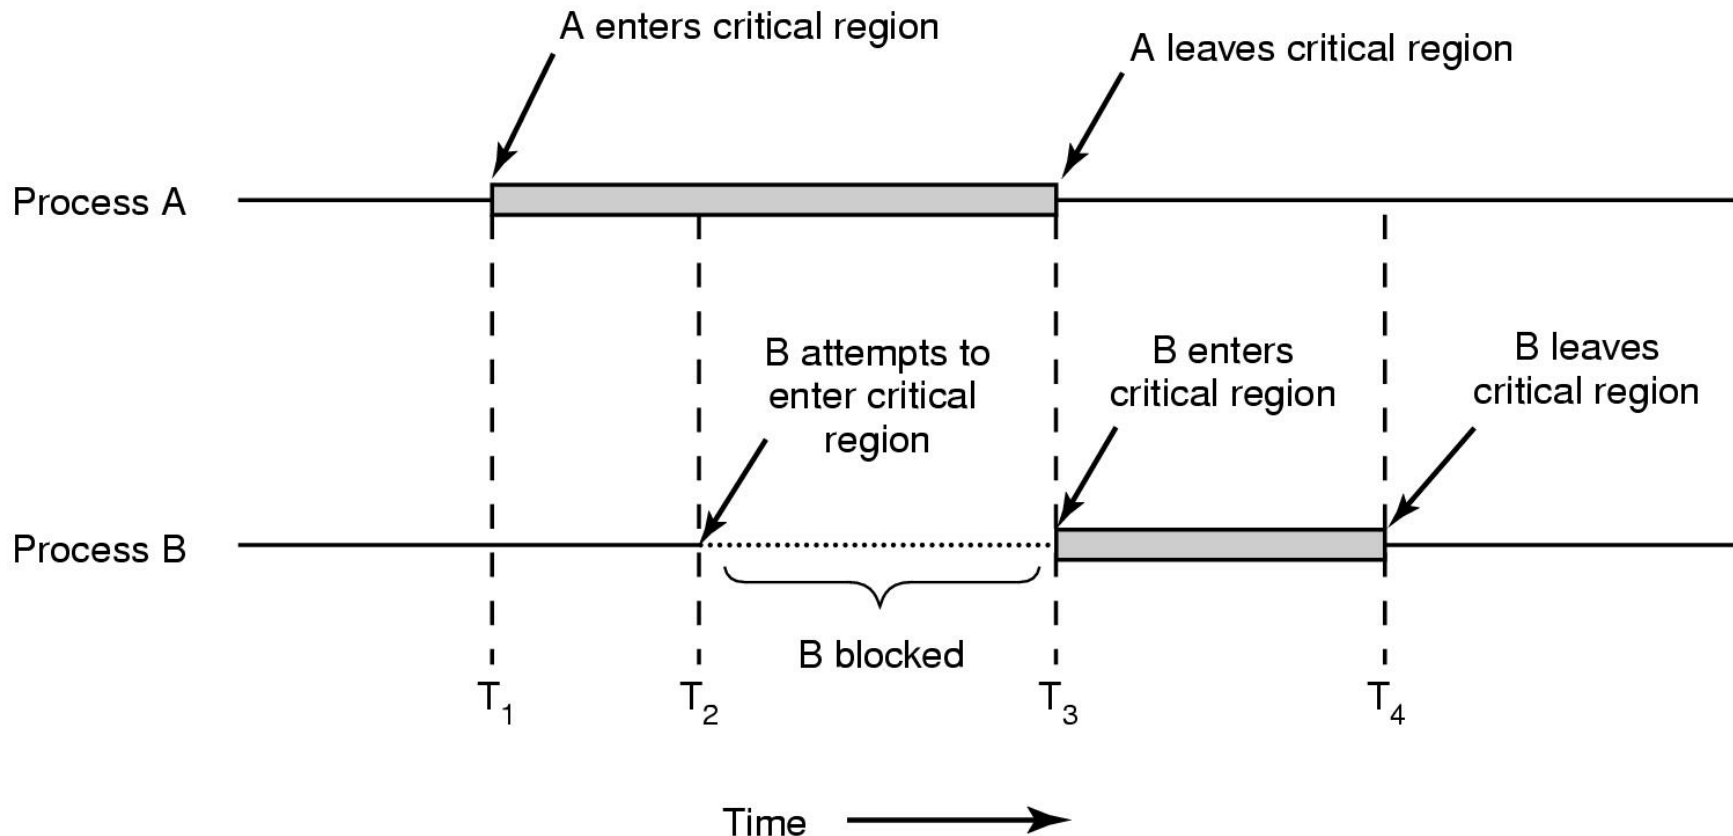 A enters critical region
A leaves critical region
Process A
B attempts to
enter critical
region
B enters
critical region
B leaves
critical region
Process B
B blocked
T1
T2
T3
T4
Time